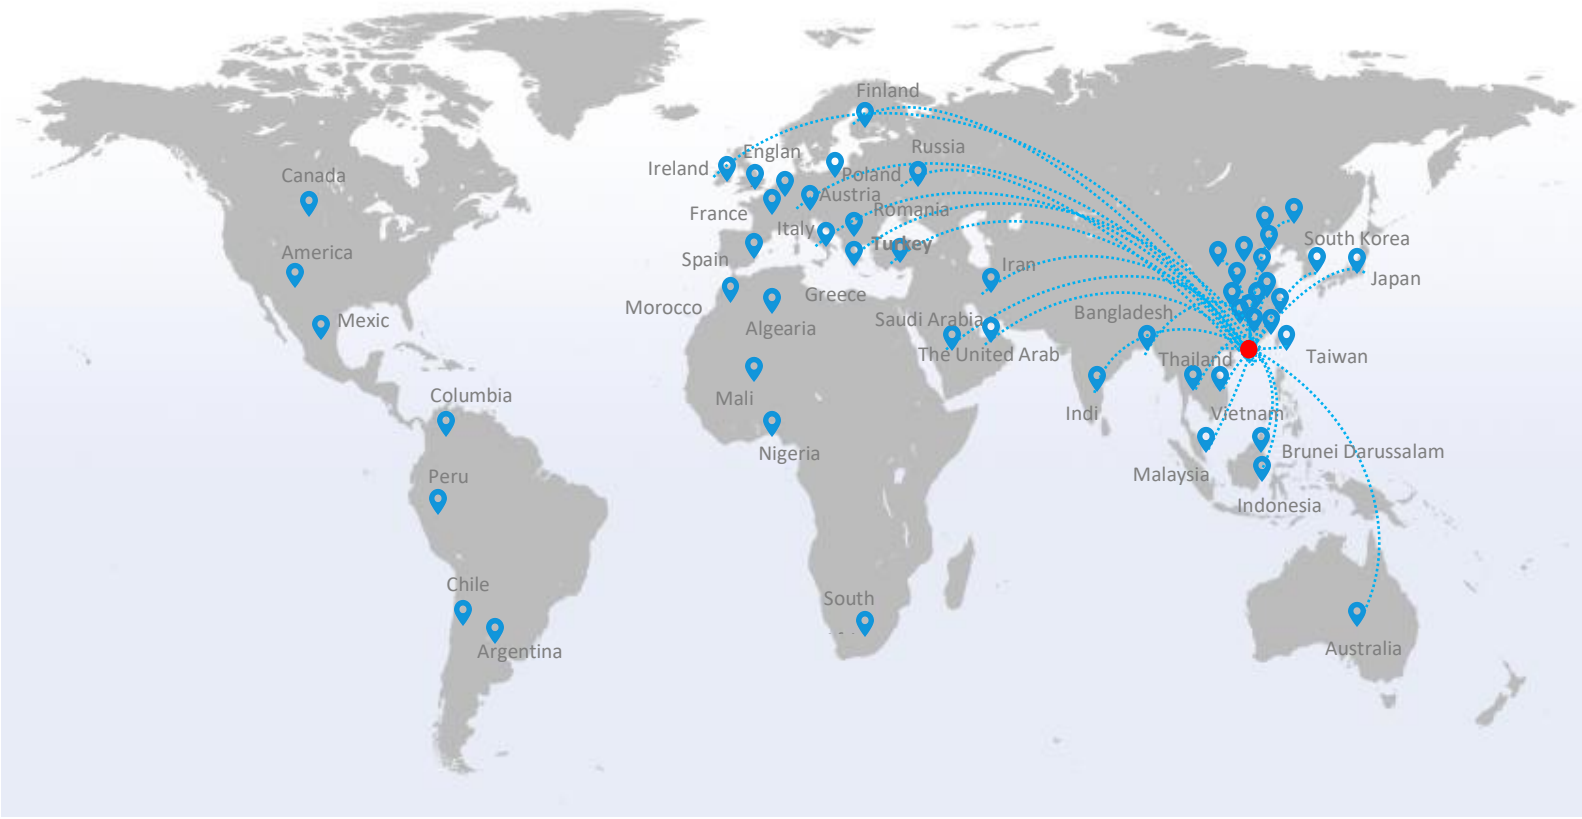 Finland
Russia
Englan
Ireland
Canada
Poland
Austria
France
Romania
Italy
Turkey
South Korea
America
Spain
Iran
Japan
Greece
Morocco
Mexic
Algearia
Saudi Arabia
Bangladesh
The United Arab
Thailand
Taiwan
Columbia
Mali
Indi
Vietnam
Nigeria
Brunei Darussalam
Peru
Malaysia
Indonesia
Chile
South
Argentina
Australia